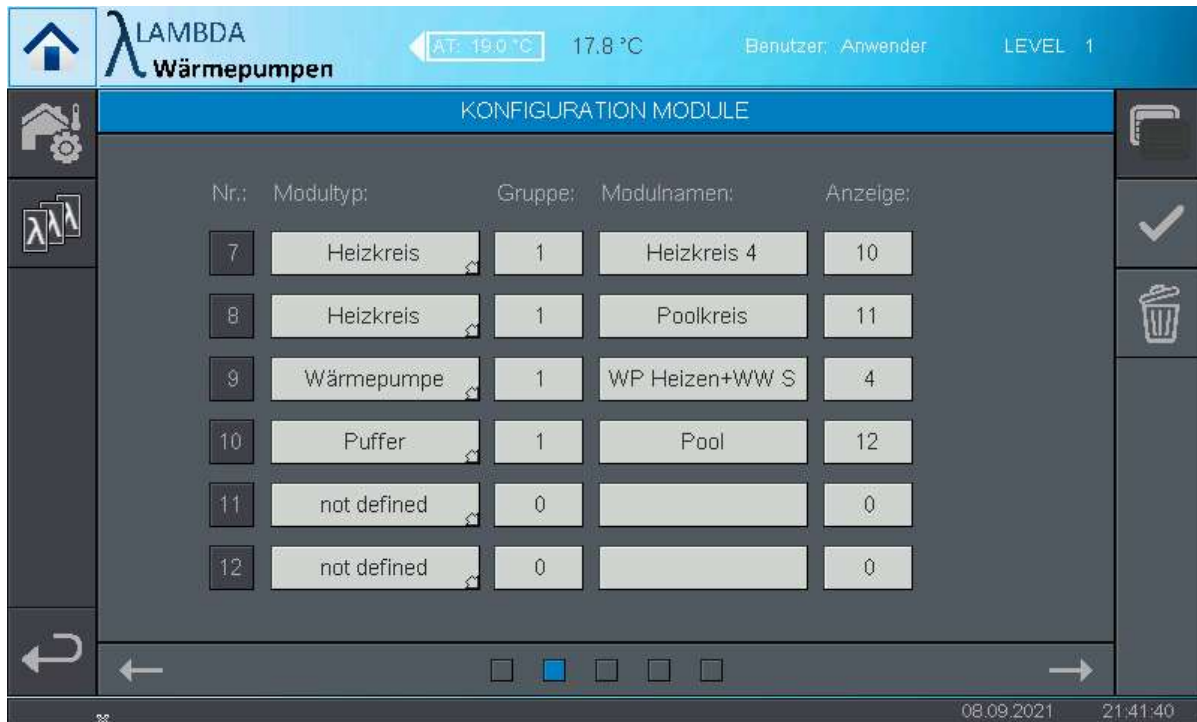 LAMBDA
Wärmepumpen
AT: 19.0 °C 17.8 °C Benutzer: Anwender LEVEL 1
KONFIGURATION MODULE
Nr.: Modultyp: Gruppe: Modulnamen: Anzeige:
7 Heizkreis 1 Heizkreis 4 10
8 Heizkreis 1 Poolkreis 11
9 Wärmepumpe 1 WP Heizen+WW S 4
10 Puffer 1 Pool 12
11 not defined 0 0
12 not defined 0 0
08.09.2021 21:41:40